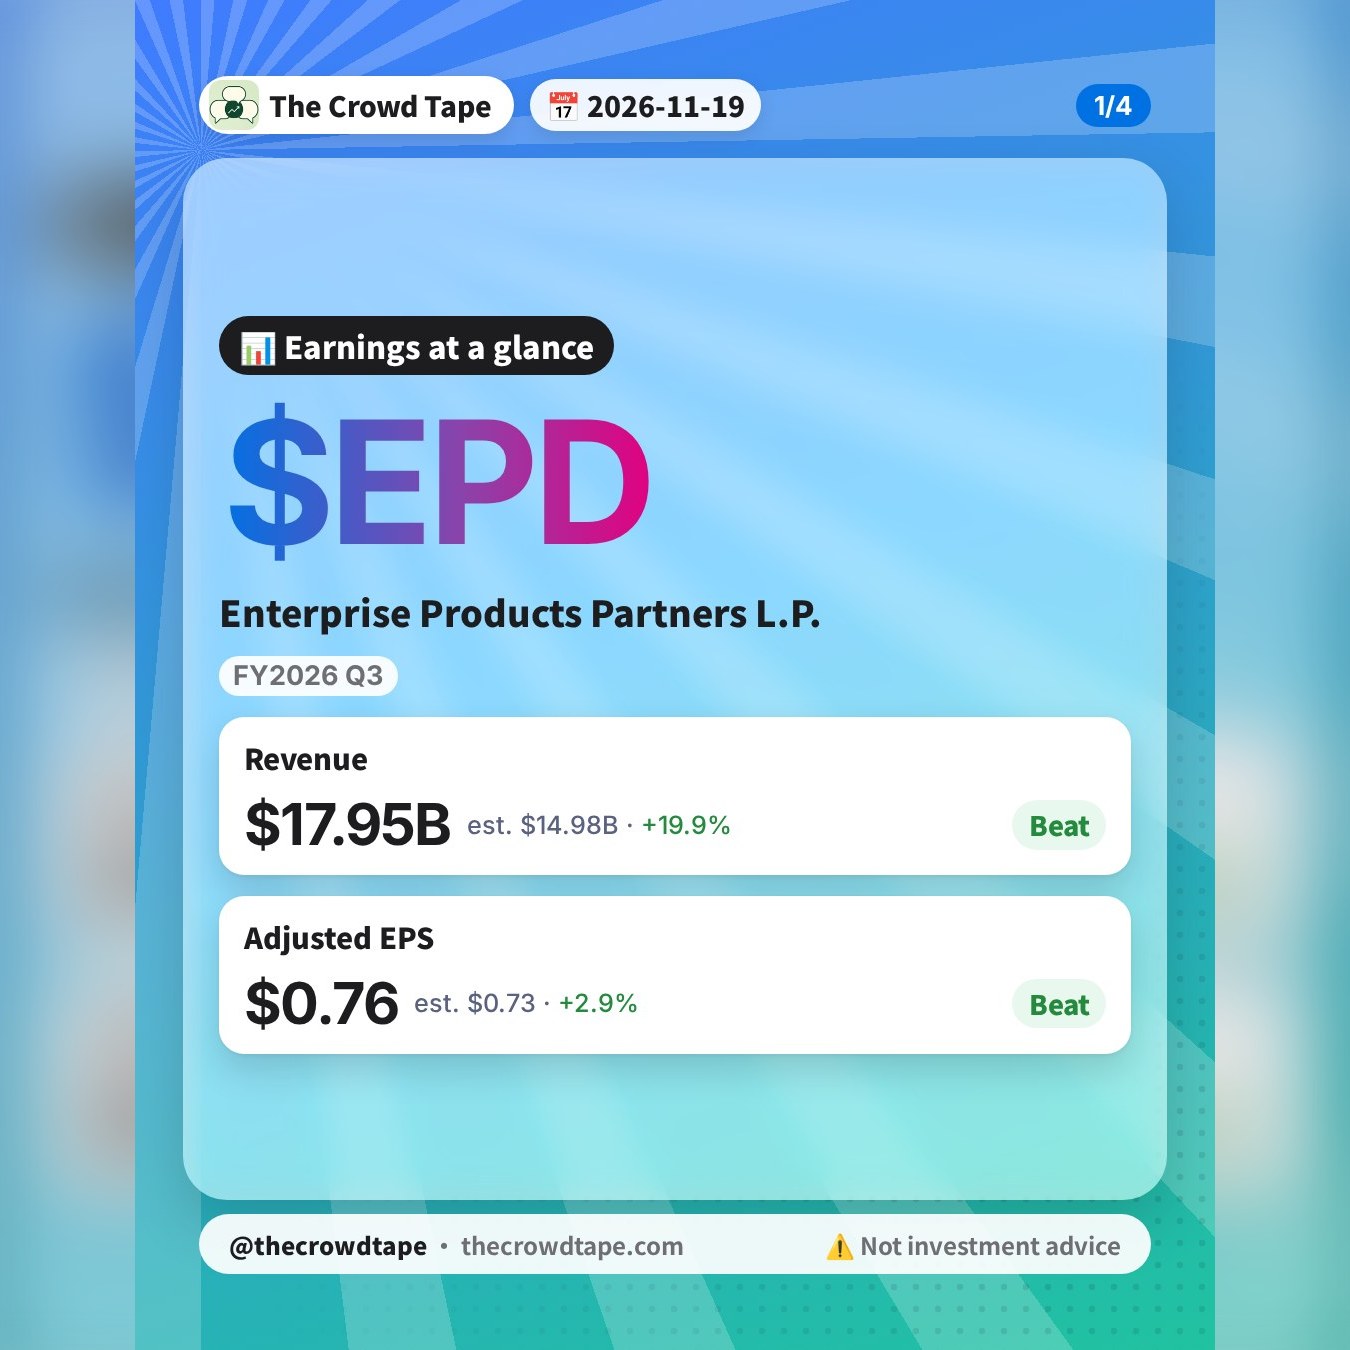 The Crowd Tape
📅 2026-11-19
1/4
📊 Earnings at a glance
$EPD
Enterprise Products Partners L.P.
FY2026 Q3
Revenue
$17.95B est. $14.98B · +19.9%
Beat
Adjusted EPS
$0.76 est. $0.73 · +2.9%
Beat
@thecrowdtape • thecrowdtape.com
⚠️ Not investment advice